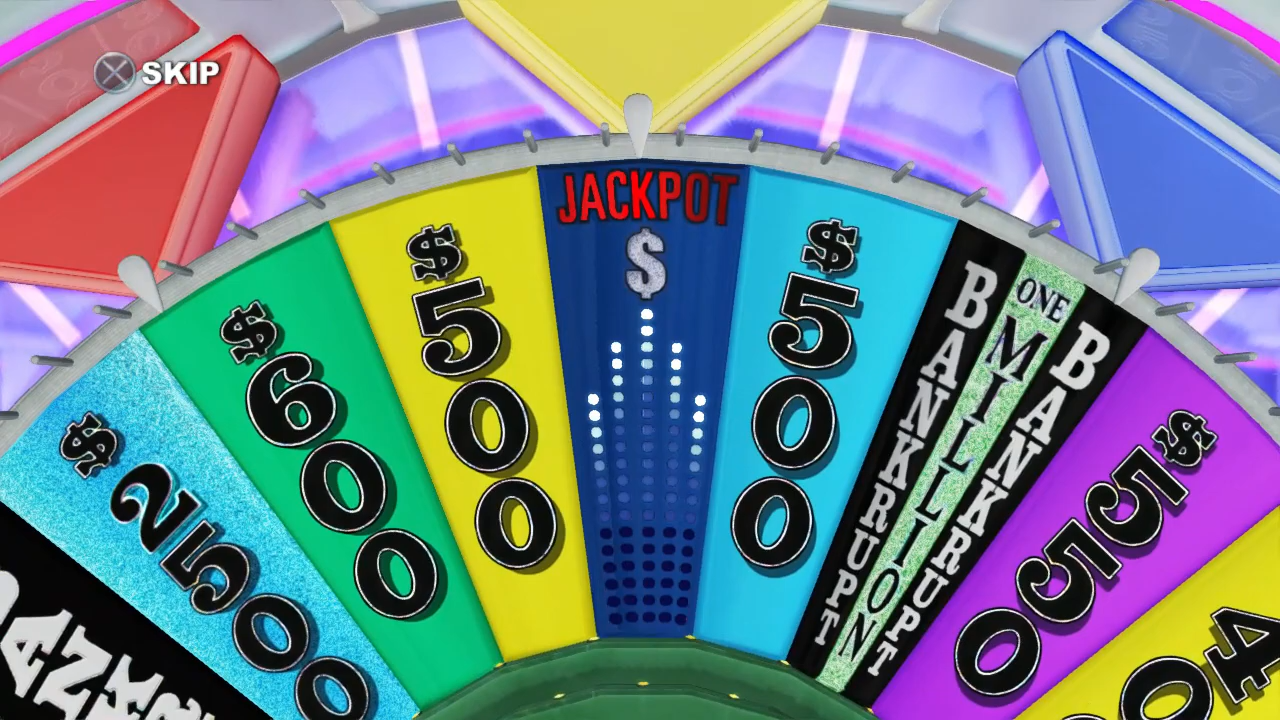 SKIP
JACKPOT
$
$2500
$600
$500
$500
BANKRUPT
ONE MILLION
BANKRUPT
$550